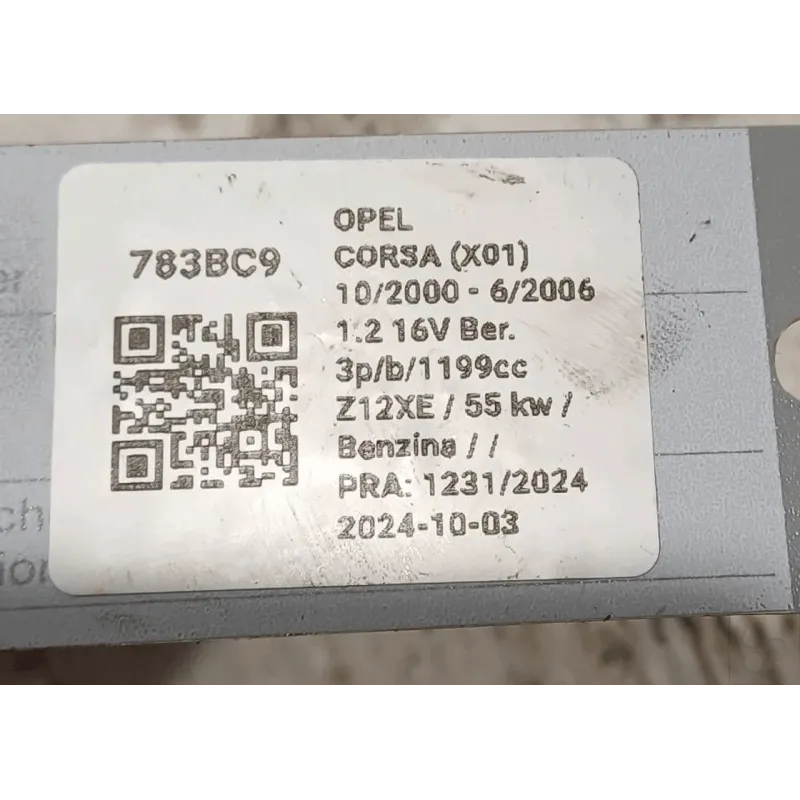 783BC9
OPEL
CORSA (X01)
10/2000 - 6/2006
1.2 16V Ber.
3p/b/1199cc
Z12XE / 55 kw /
Benzina / /
PRA: 1231/2024
2024-10-03